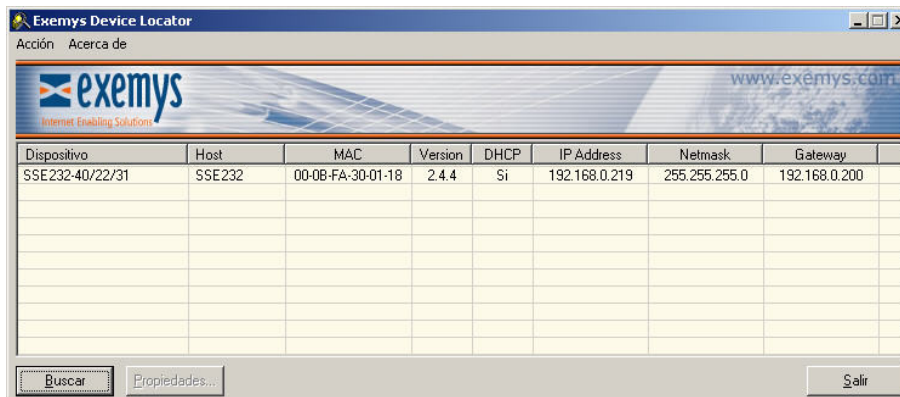 Exemys Device Locator
Acción Acerca de
exemys
Internet Enabling Solutions
www.exemys.com
Dispositivo Host MAC Version DHCP IP Address Netmask Gateway
SSE232-40/22/31 SSE232 00-0B-FA-30-01-18 2.4.4 Si 192.168.0.219 255.255.255.0 192.168.0.200
Buscar Propiedades... Salir